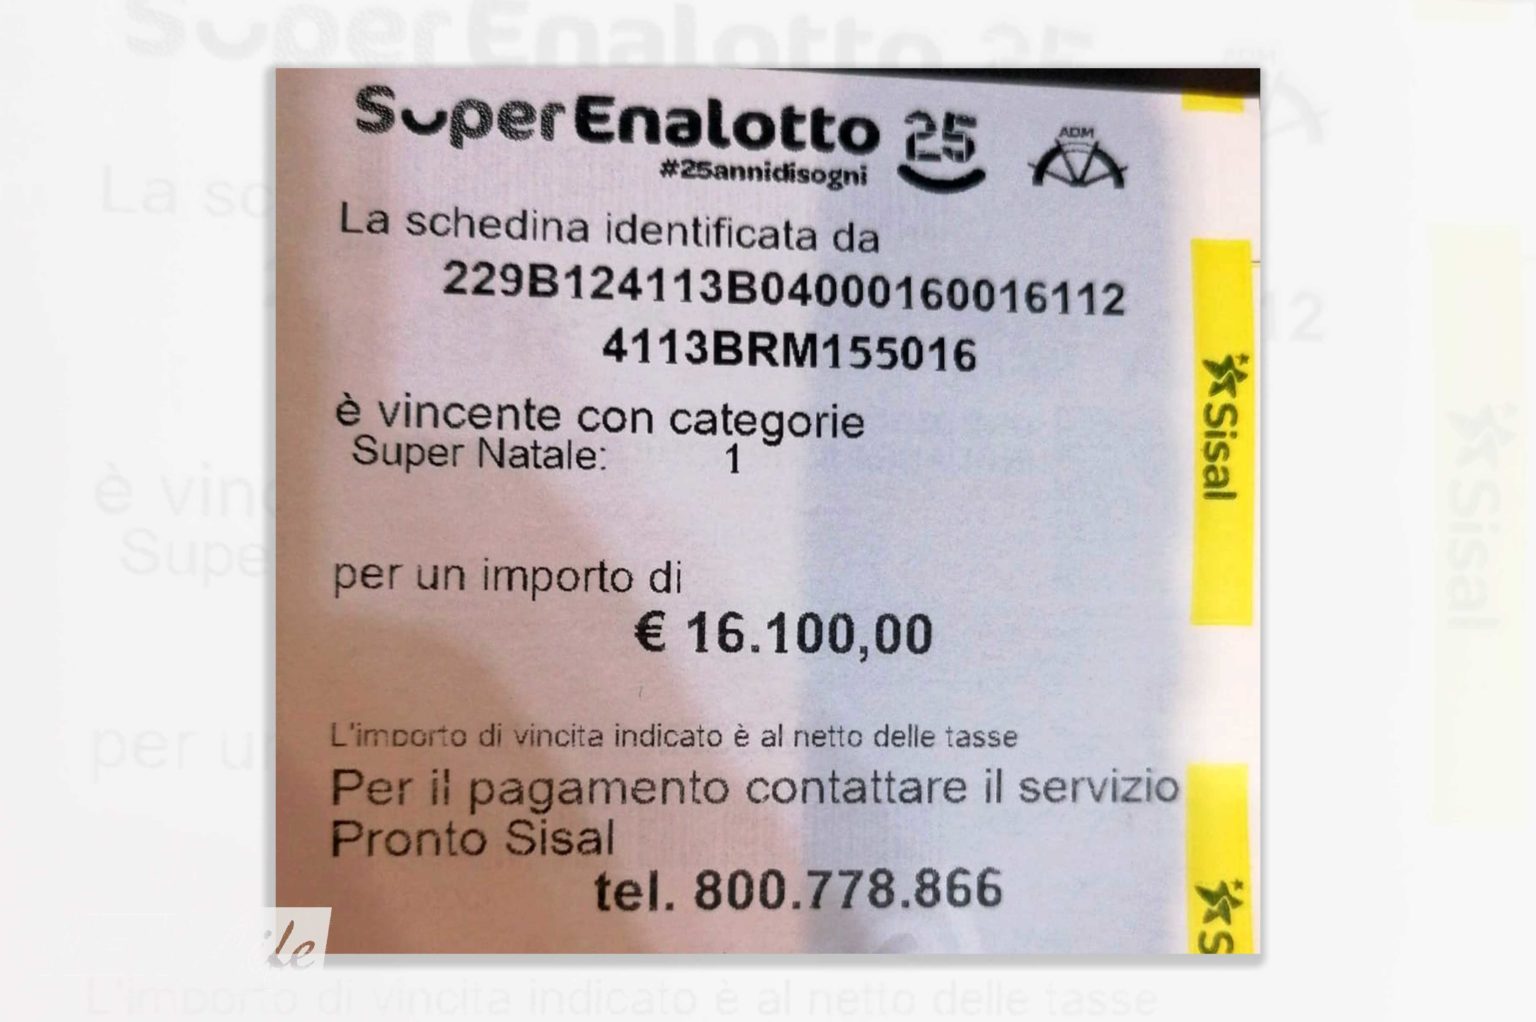 SuperEnalotto 25
#25annidisogni
ADM
La schedina identificata da
229B124113B04000160016112
4113BRM155016
è vincente con categorie
Super Natale: 1
per un importo di
€ 16.100,00
L'importo di vincita indicato è al netto delle tasse
Per il pagamento contattare il servizio
Pronto Sisal
tel. 800.778.866
Sisal